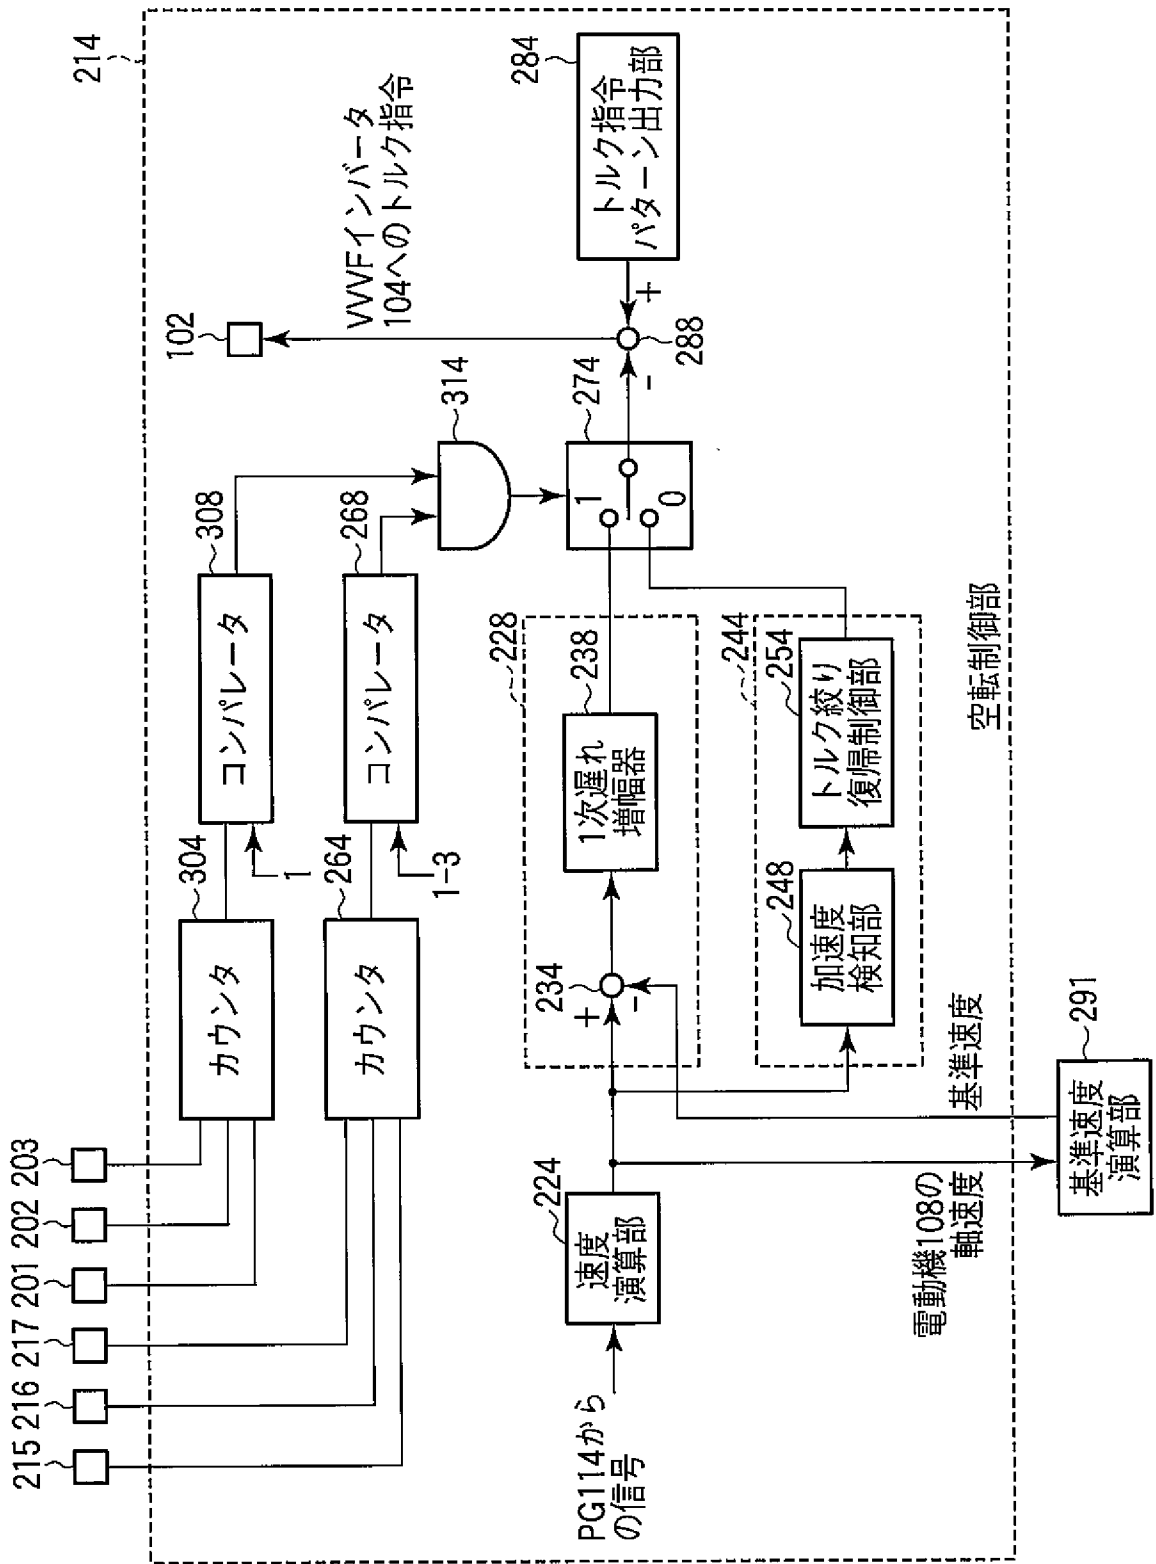 214
102
VVVFインバータ
104へのトルク指令
284
トルク指令
パターン出力部
+
-
288
314
274
1
0
308
コンパレータ
268
コンパレータ
1
1-3
304
カウンタ
264
カウンタ
203
202
201
217
216
215
228
238
1次遅れ
増幅器
234
+
-
244
254
トルク絞り
復帰制御部
248
加速度
検知部
224
速度
演算部
PG114から
の信号
基準速度
電動機108の
軸速度
291
基準速度
演算部
空転制御部